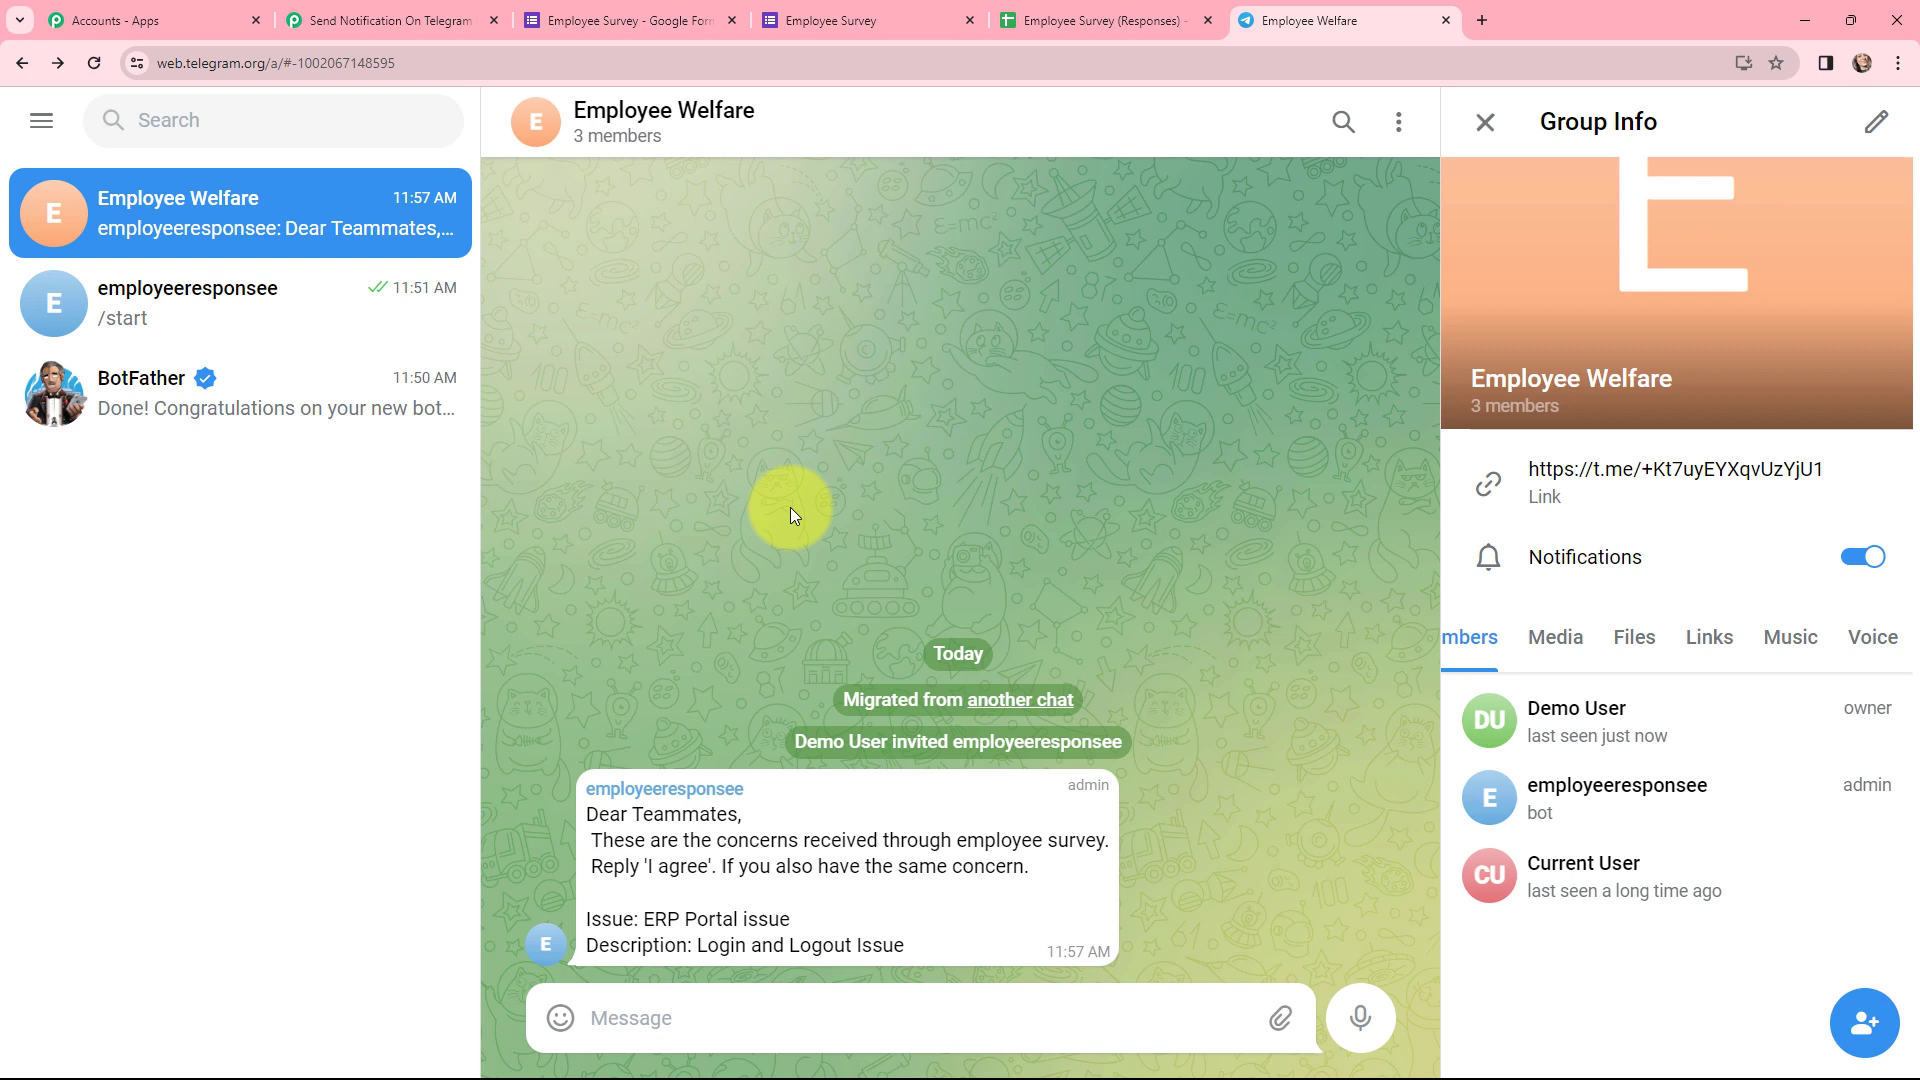 Accounts - Apps
Send Notification On Telegram
Employee Survey - Google Form
Employee Survey
Employee Survey (Responses) -
Employee Welfare
web.telegram.org/a/#-1002067148595
Search
E
Employee Welfare
11:57 AM
employeeresponsee: Dear Teammates,...
E
employeeresponsee
11:51 AM
/start
BotFather
11:50 AM
Done! Congratulations on your new bot...
E
Employee Welfare
3 members
Today
Migrated from another chat
Demo User invited employeeresponsee
employeeresponsee
admin
Dear Teammates,
These are the concerns received through employee survey.
Reply 'I agree'. If you also have the same concern.
Issue: ERP Portal issue
Description: Login and Logout Issue
11:57 AM
E
Message
Group Info
E
Employee Welfare
3 members
https://t.me/+Kt7uyEYXqvUzYjU1
Link
Notifications
mbers
Media
Files
Links
Music
Voice
DU
Demo User
owner
last seen just now
E
employeeresponsee
admin
bot
CU
Current User
last seen a long time ago